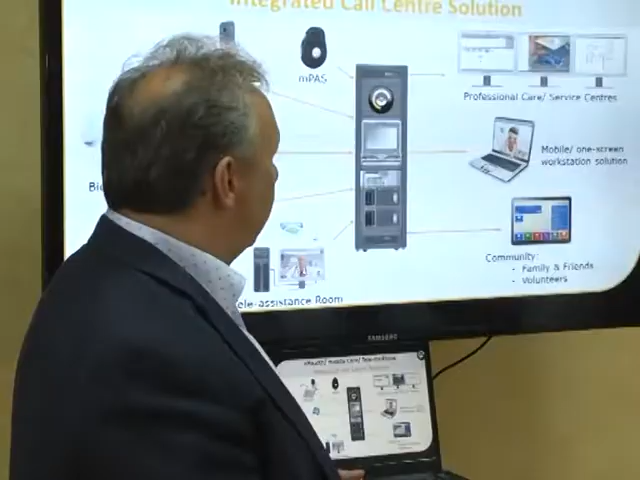 Integrated Call Centre Solution
mPAS
Professional Care/ Service Centres
Mobile/ one-screen
workstation solution
Community:
- Family & Friends
- Volunteers
ele-assistance Room
SAMSUNG